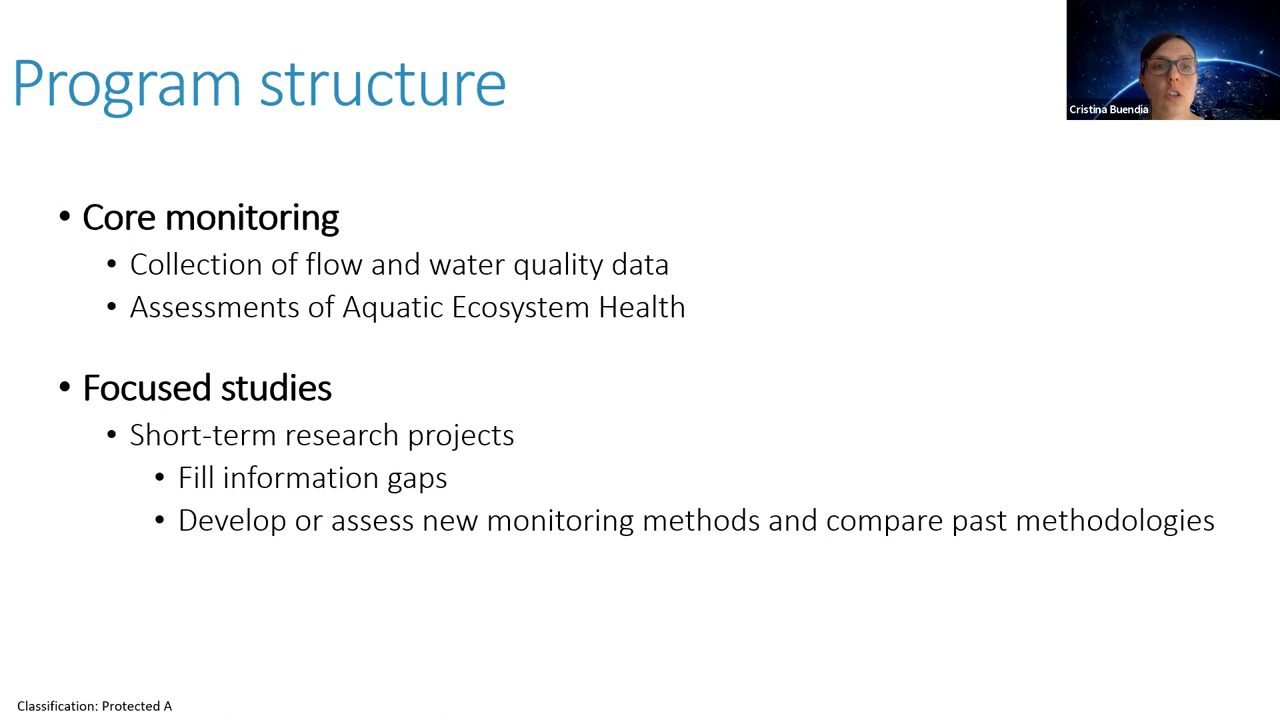 Program structure
Cristina Buendia
• Core monitoring
• Collection of flow and water quality data
• Assessments of Aquatic Ecosystem Health
• Focused studies
• Short-term research projects
• Fill information gaps
• Develop or assess new monitoring methods and compare past methodologies
Classification: Protected A